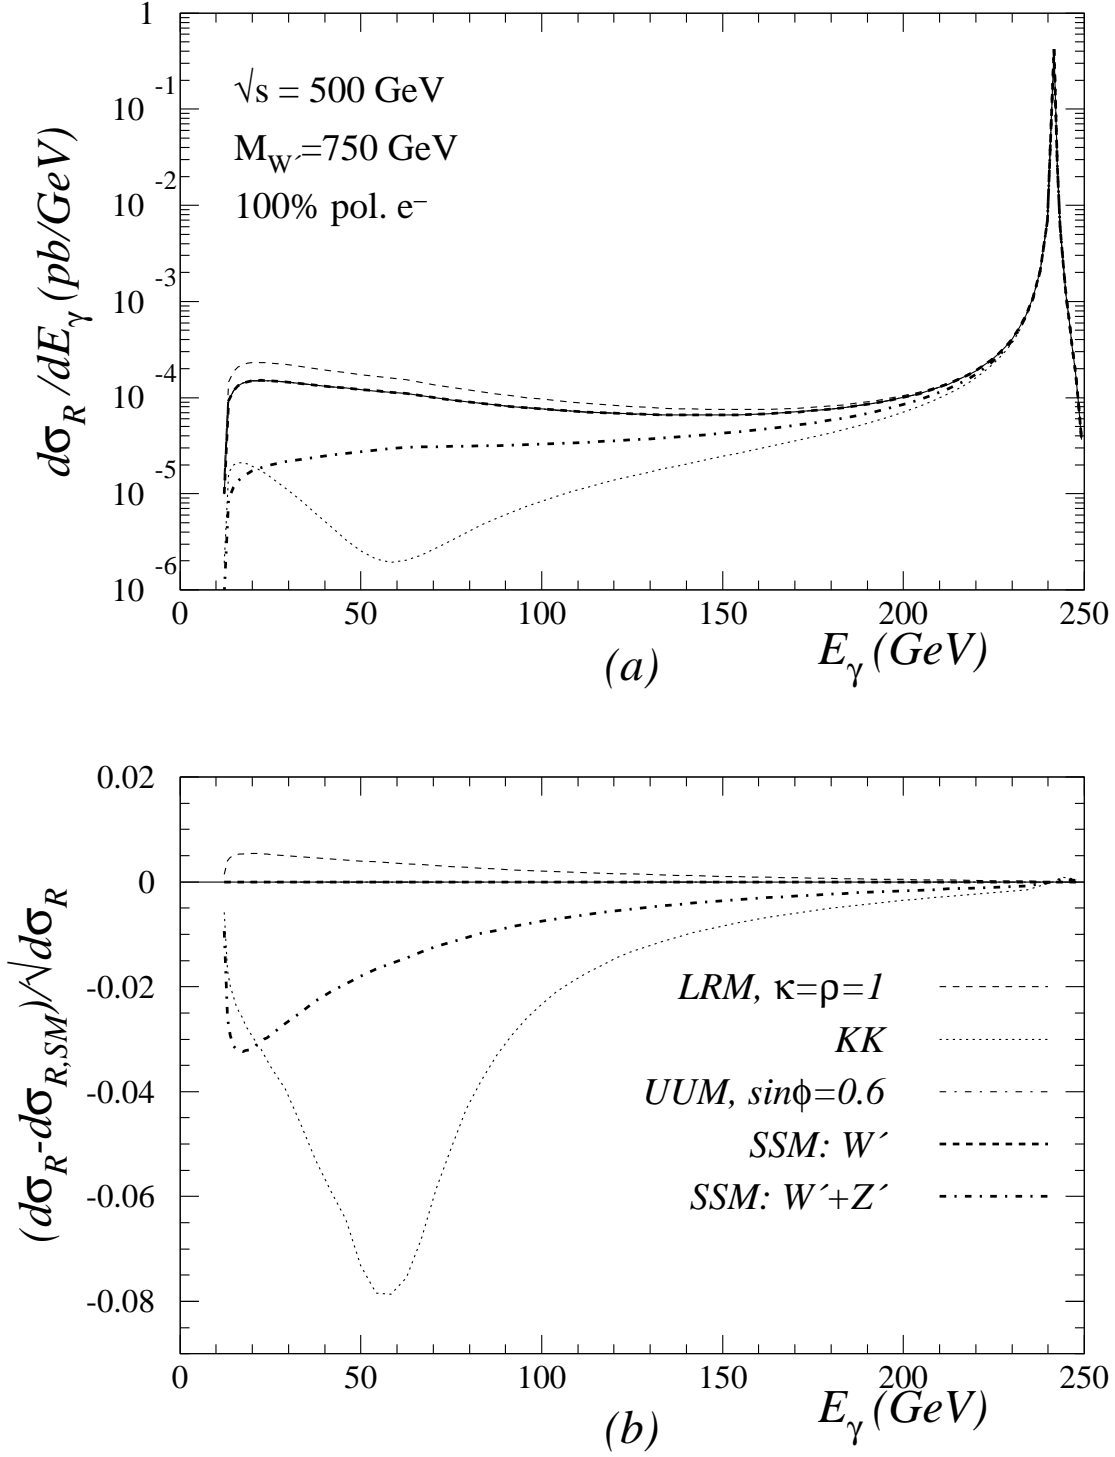 dσ_R/dE_γ (pb/GeV)
1
10^-1
10^-2
10^-3
10^-4
10^-5
10^-6
√s = 500 GeV
M_W´=750 GeV
100% pol. e⁻
0 50 100 150 200 250
E_γ (GeV)
(a)
(dσ_R-dσ_R,SM)/√dσ_R
0.02
0
-0.02
-0.04
-0.06
-0.08
LRM, κ=ρ=1
KK
UUM, sinϕ=0.6
SSM: W´
SSM: W´+Z´
0 50 100 150 200 250
E_γ (GeV)
(b)